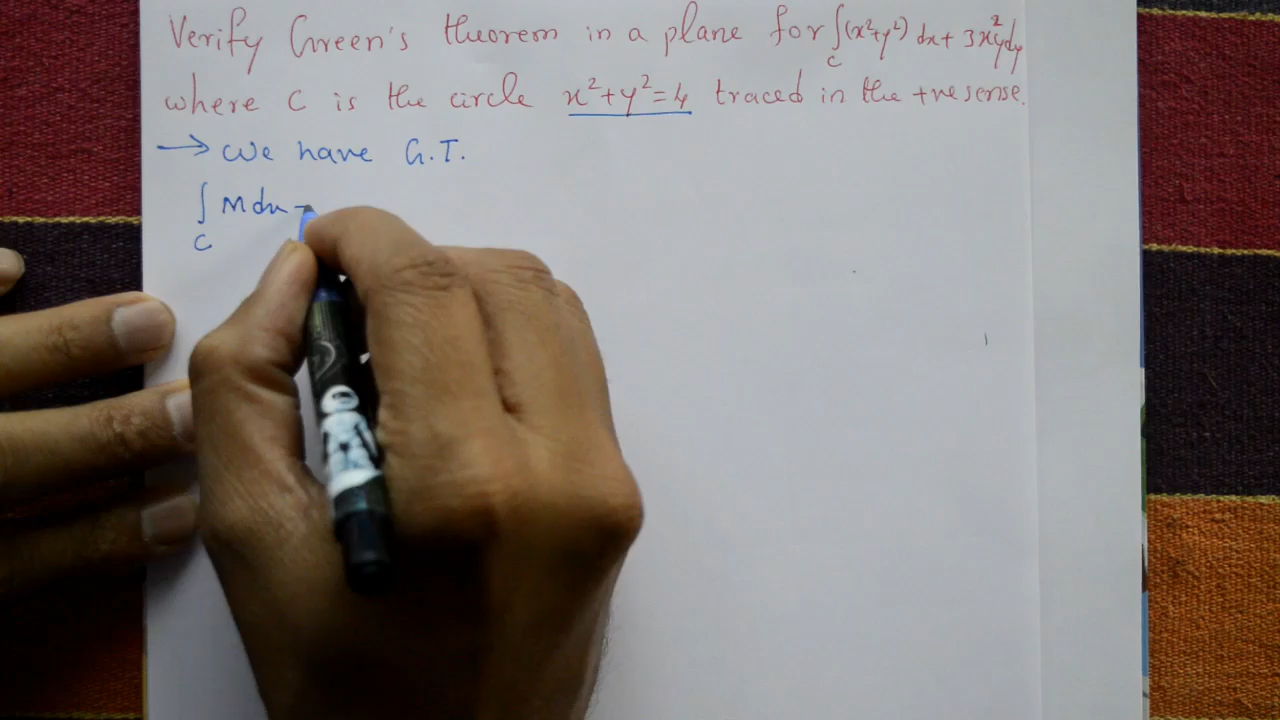 Verify Green's theorem in a plane for ∫_C (x²+y²) dx + 3x²y dy
where C is the circle x²+y²=4 traced in the +ve sense.
→ We have G.T.
∫_C M dx